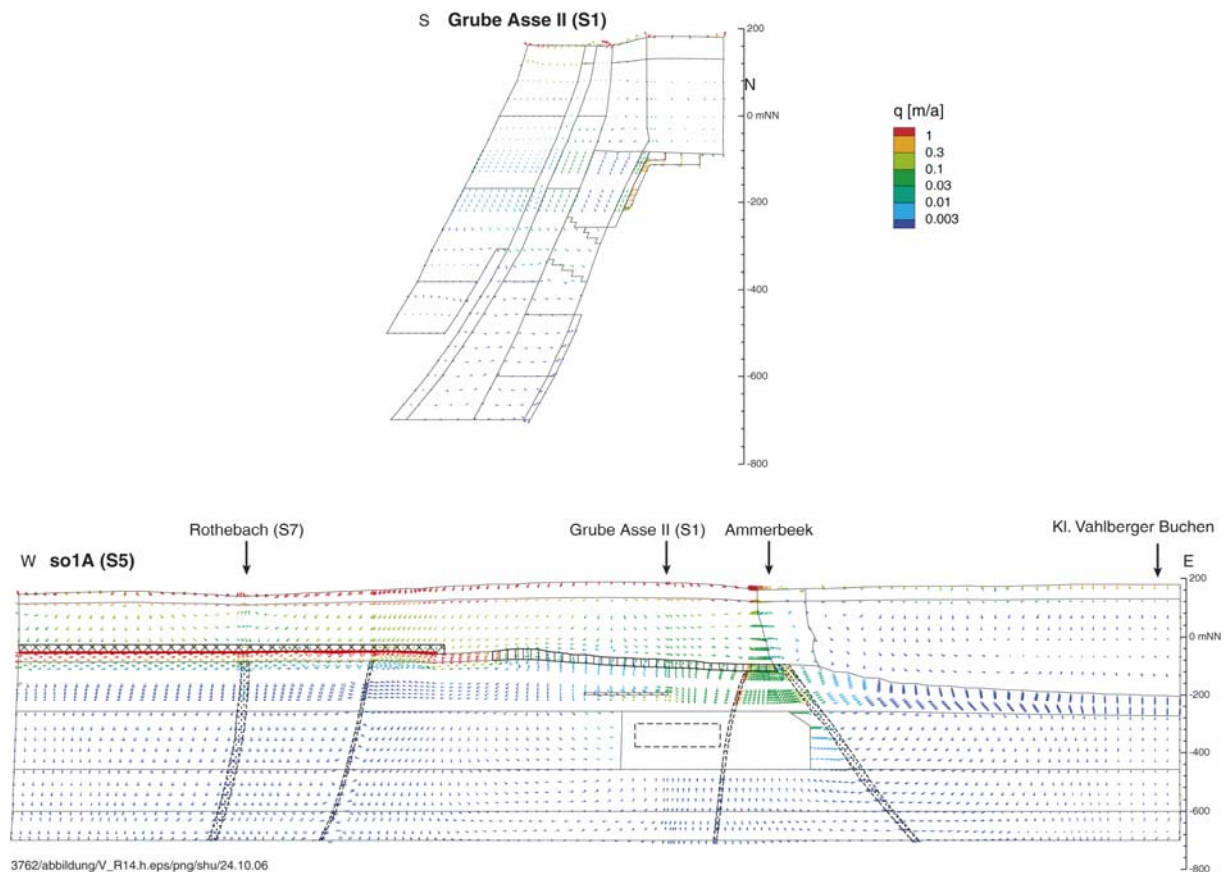 S Grube Asse II (S1)
200
N
0 mNN
-200
-400
-600
-800
q [m/a]
1
0.3
0.1
0.03
0.01
0.003
Rothebach (S7)
Grube Asse II (S1)
Ammerbeek
Kl. Vahlberger Buchen
W so1A (S5)
E
200
0 mNN
-200
-400
-600
-800
3762/abbildung/V_R14.h.eps/png/shu/24.10.06